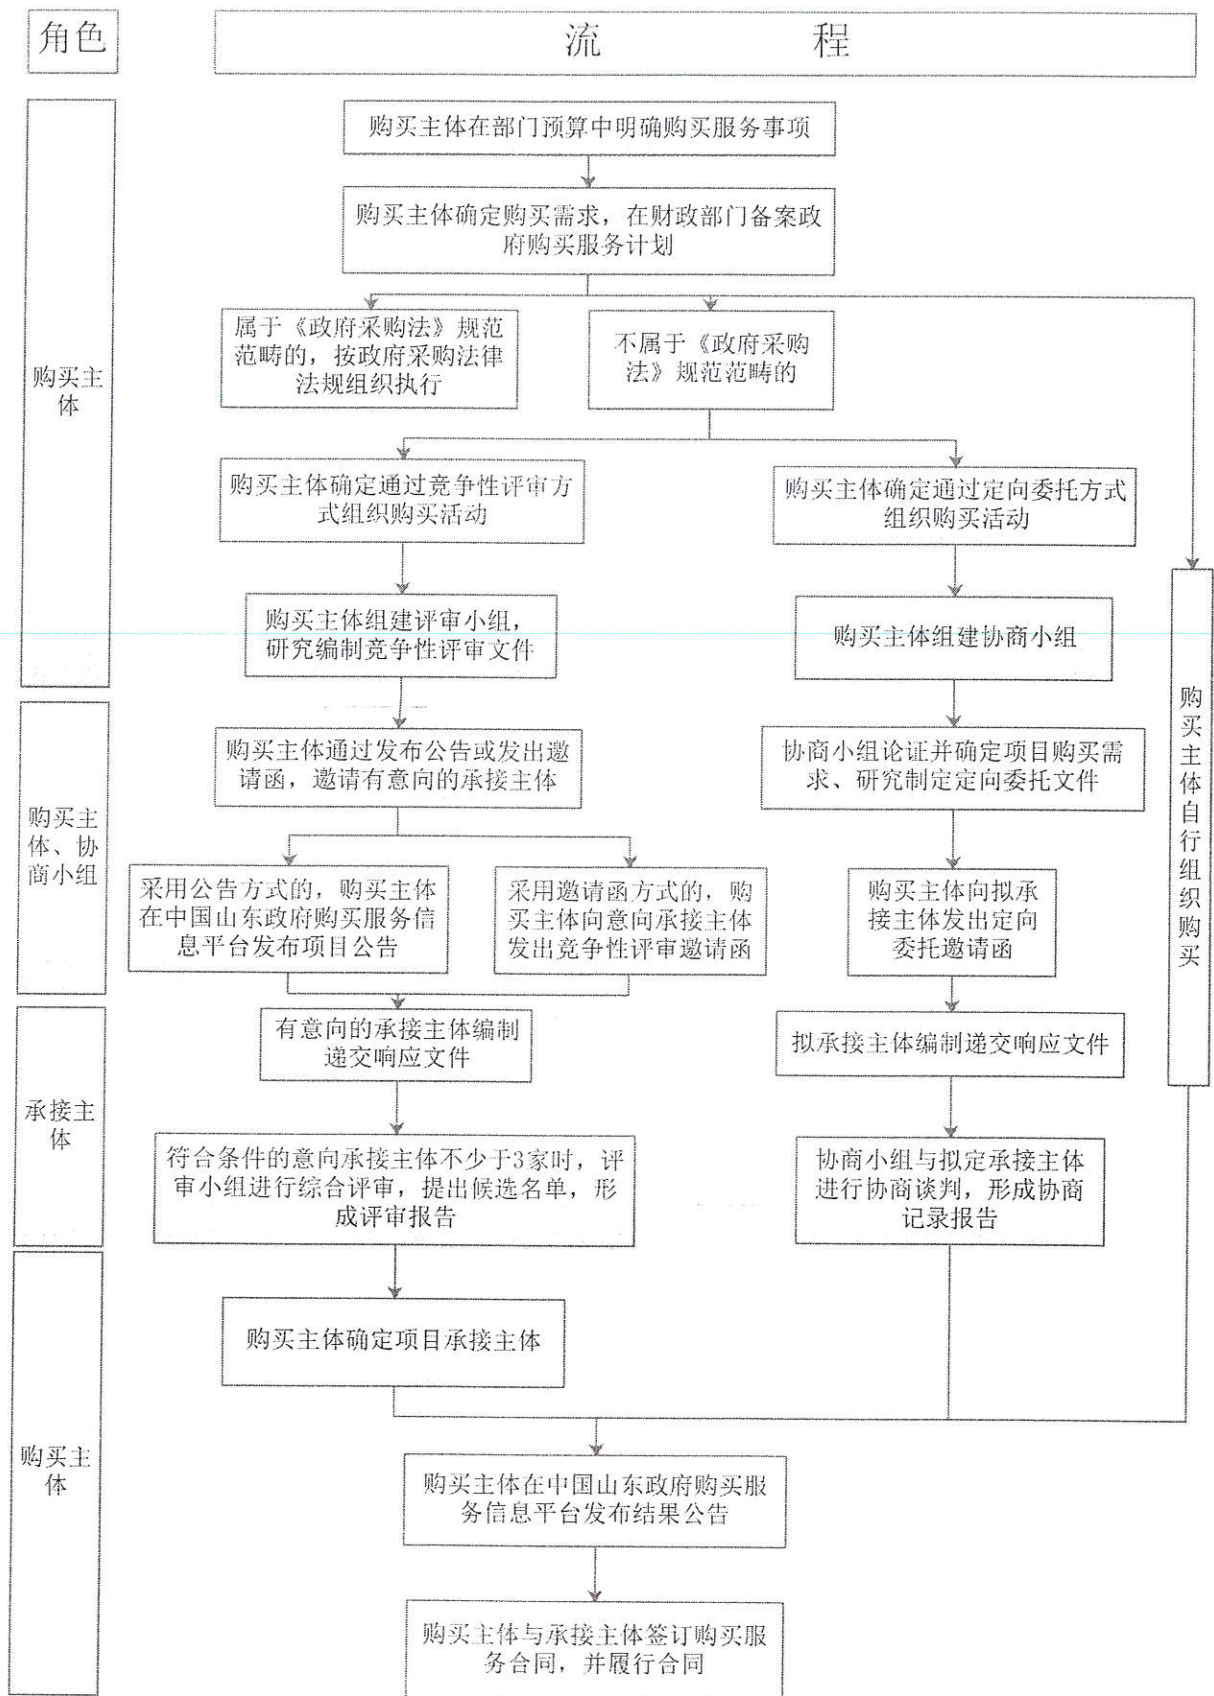 角色
流 程
购买主体在部门预算中明确购买服务事项
购买主体确定购买需求，在财政部门备案政
府购买服务计划
属于《政府采购法》规范
范畴的，按政府采购法律
法规组织执行
不属于《政府采购
法》规范范畴的
购买主
体
购买主体确定通过竞争性评审方
式组织购买活动
购买主体确定通过定向委托方式
组织购买活动
购买主体组建评审小组，
研究编制竞争性评审文件
购买主体组建协商小组
购买主体自行组织购买
购买主
体、协
商小组
购买主体通过发布公告或发出邀
请函，邀请有意向的承接主体
协商小组论证并确定项目购买需
求、研究制定定向委托文件
采用公告方式的，购买主体
在中国山东政府购买服务信
息平台发布项目公告
采用邀请函方式的，购
买主体向意向承接主体
发出竞争性评审邀请函
购买主体向拟承
接主体发出定向
委托邀请函
承接主
体
有意向的承接主体编制
递交响应文件
拟承接主体编制递交响应文件
符合条件的意向承接主体不少于3家时，评
审小组进行综合评审，提出候选名单，形
成评审报告
协商小组与拟定承接主体
进行协商谈判，形成协商
记录报告
购买主
体
购买主体确定项目承接主体
购买主体在中国山东政府购买服
务信息平台发布结果公告
购买主体与承接主体签订购买服
务合同，并履行合同